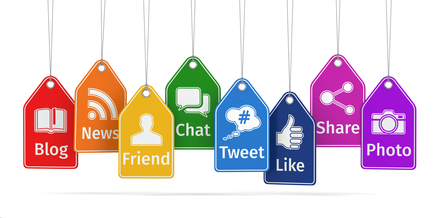 Blog
News
Friend
Chat
#
Tweet
Like
Share
Photo